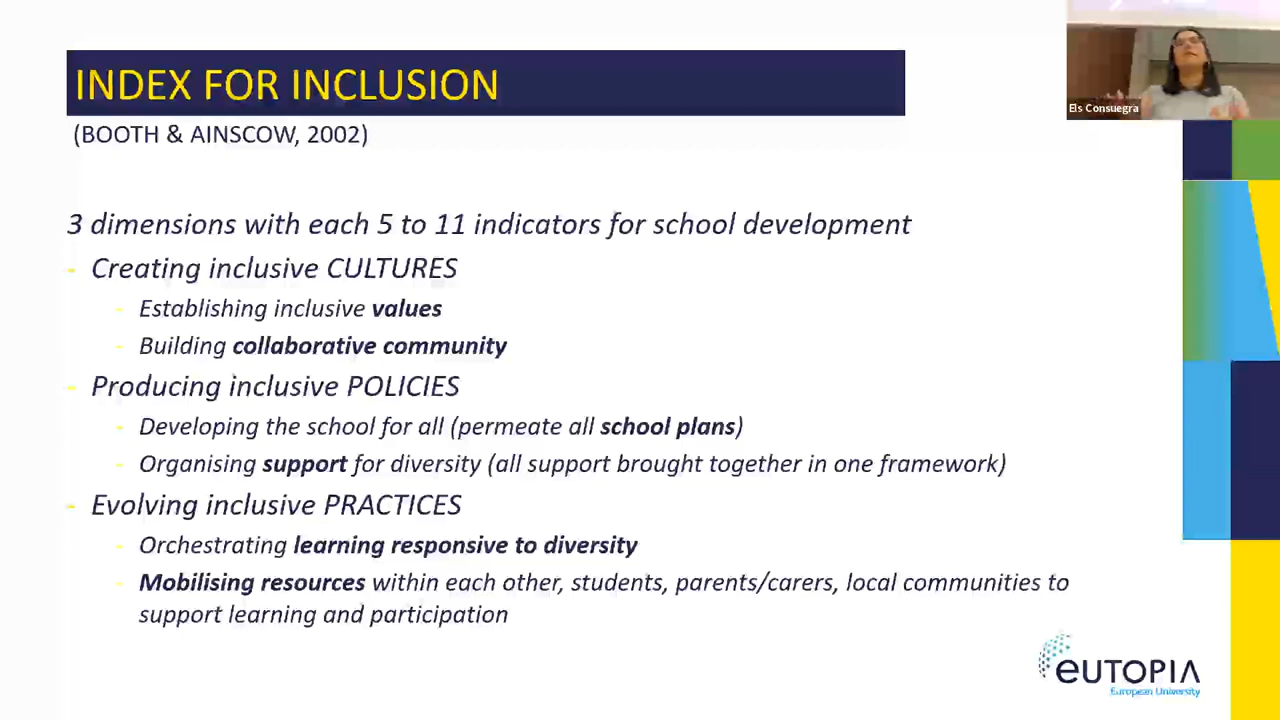 INDEX FOR INCLUSION
Els Consuegra
(BOOTH & AINSCOW, 2002)
3 dimensions with each 5 to 11 indicators for school development
- Creating inclusive CULTURES
- Establishing inclusive values
- Building collaborative community
- Producing inclusive POLICIES
- Developing the school for all (permeate all school plans)
- Organising support for diversity (all support brought together in one framework)
- Evolving inclusive PRACTICES
- Orchestrating learning responsive to diversity
- Mobilising resources within each other, students, parents/carers, local communities to
support learning and participation
EUTOPIA
European University